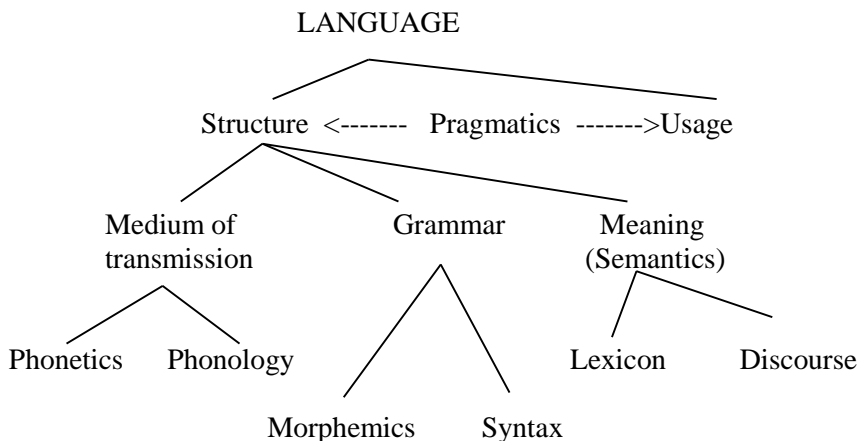 LANGUAGE
Structure <------- Pragmatics ------->Usage
Medium of transmission
Grammar
Meaning (Semantics)
Phonetics
Phonology
Lexicon
Discourse
Morphemics
Syntax